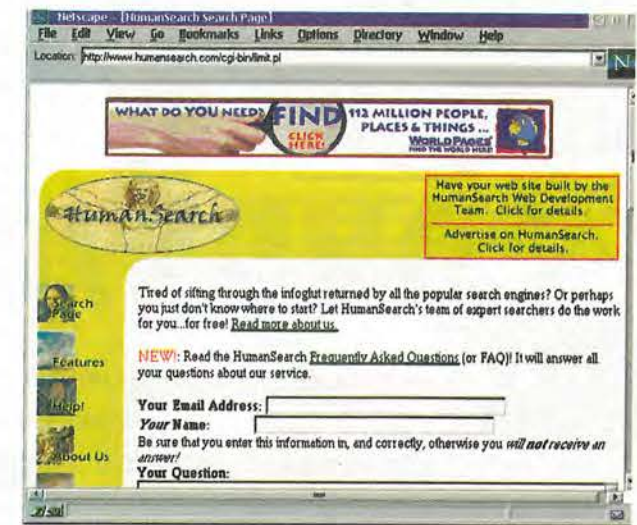 Netscape - [HumanSearch Search Page]
File Edit View Go Bookmarks Links Options Directory Window Help
Location: http://www.humansearch.com/cgi-bin/limit.pl
N
WHAT DO YOU NEED? FIND 112 MILLION PEOPLE,
PLACES & THINGS ...
CLICK HERE!
WORLDPAGES
FIND THE WORLD HERE!
HumanSearch
Have your web site built by the
HumanSearch Web Development
Team. Click for details.
Advertise on HumanSearch.
Click for details.
Search
Page
Features
Help!
About Us
Tired of sifting through the infoglut returned by all the popular search engines? Or perhaps
you just don't know where to start? Let HumanSearch's team of expert searchers do the work
for you...for free! Read more about us.
NEW!: Read the HumanSearch Frequently Asked Questions (or FAQ)! It will answer all
your questions about our service.
Your Email Address:
Your Name:
Be sure that you enter this information in, and correctly, otherwise you will not receive an
answer!
Your Question: